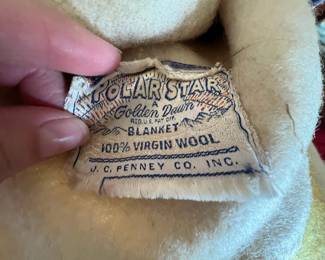 POLAR STAR
A
Golden Dawn
REG. U.S. PAT. OFF.
BLANKET
100% VIRGIN WOOL
J. C. PENNEY CO. INC.